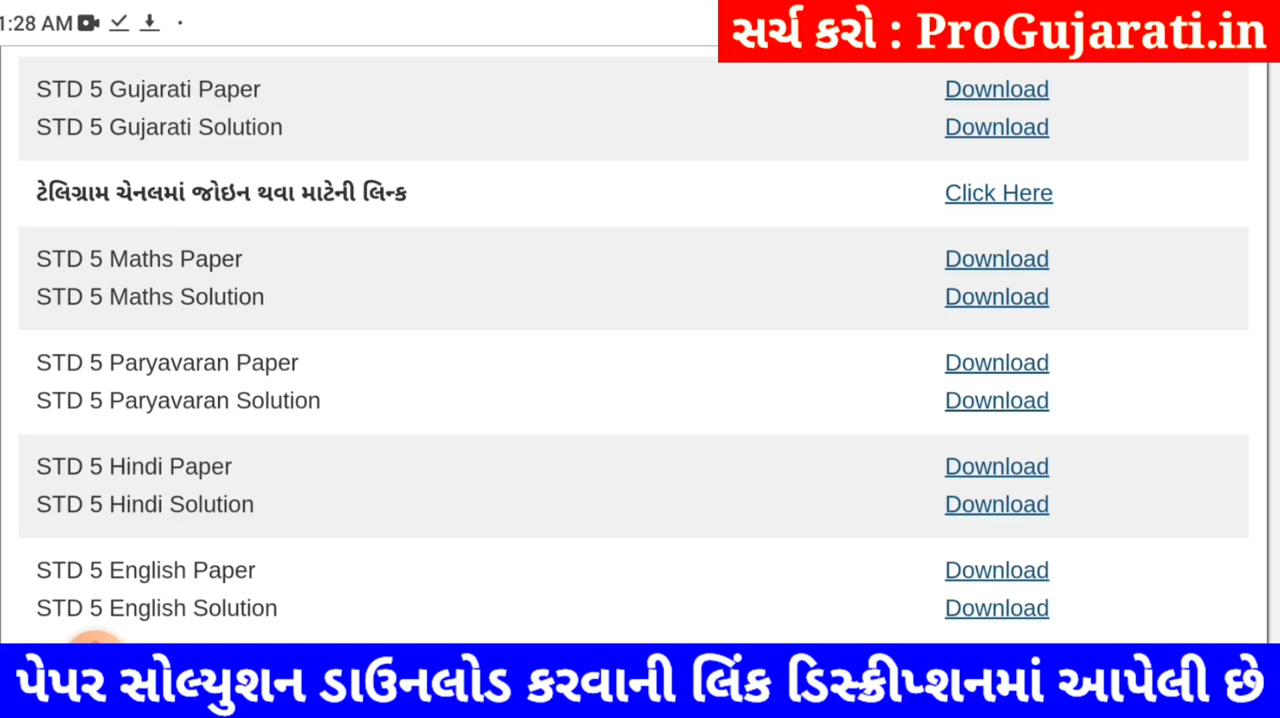 1:28 AM
સર્ચ કરો : ProGujarati.in
STD 5 Gujarati Paper Download
STD 5 Gujarati Solution Download
ટેલિગ્રામ ચેનલમાં જોઇન થવા માટેની લિન્ક Click Here
STD 5 Maths Paper Download
STD 5 Maths Solution Download
STD 5 Paryavaran Paper Download
STD 5 Paryavaran Solution Download
STD 5 Hindi Paper Download
STD 5 Hindi Solution Download
STD 5 English Paper Download
STD 5 English Solution Download
પેપર સોલ્યુશન ડાઉનલોડ કરવાની લિંક ડિસ્ક્રીપ્શનમાં આપેલી છે